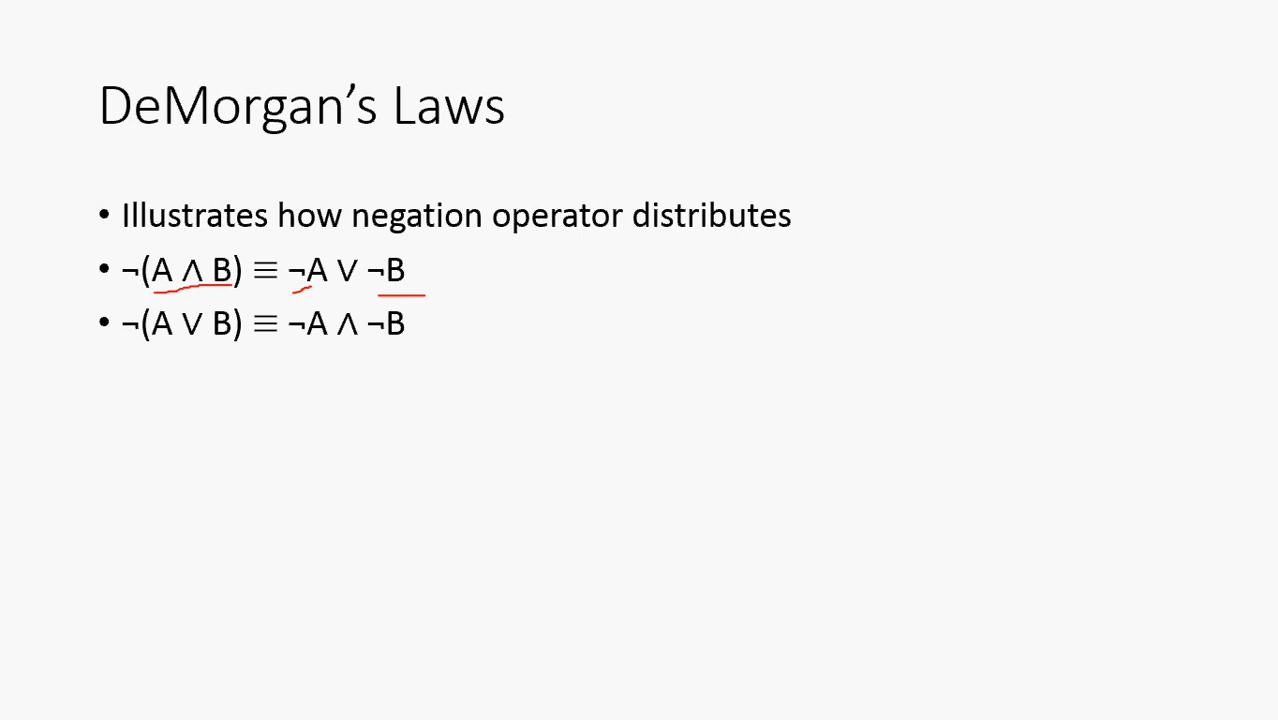 DeMorgan’s Laws
• Illustrates how negation operator distributes
• ¬(A ∧ B) ≡ ¬A ∨ ¬B
• ¬(A ∨ B) ≡ ¬A ∧ ¬B